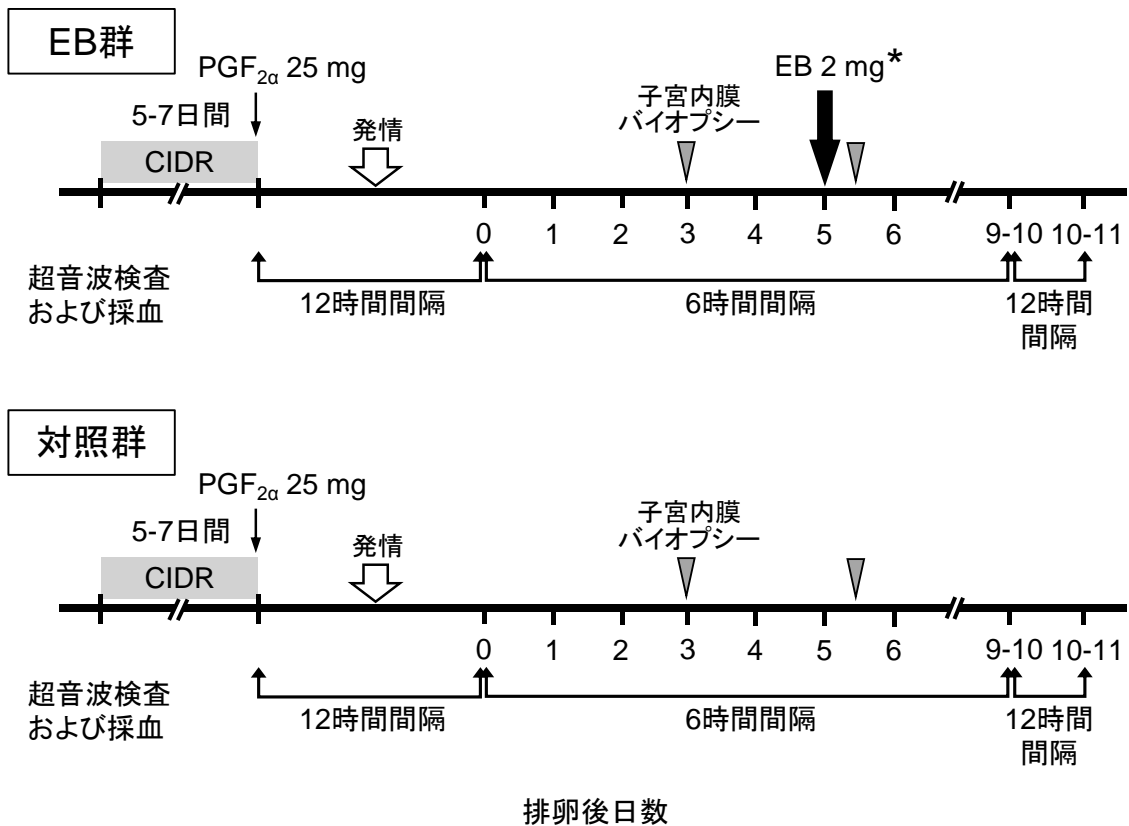 EB群
PGF2α 25 mg
EB 2 mg*
5-7日間
子宮内膜
バイオプシー
発情
CIDR
0 1 2 3 4 5 6 9-10 10-11
超音波検査
および採血
12時間間隔
6時間間隔
12時間
間隔
対照群
PGF2α 25 mg
5-7日間
子宮内膜
バイオプシー
発情
CIDR
0 1 2 3 4 5 6 9-10 10-11
超音波検査
および採血
12時間間隔
6時間間隔
12時間
間隔
排卵後日数